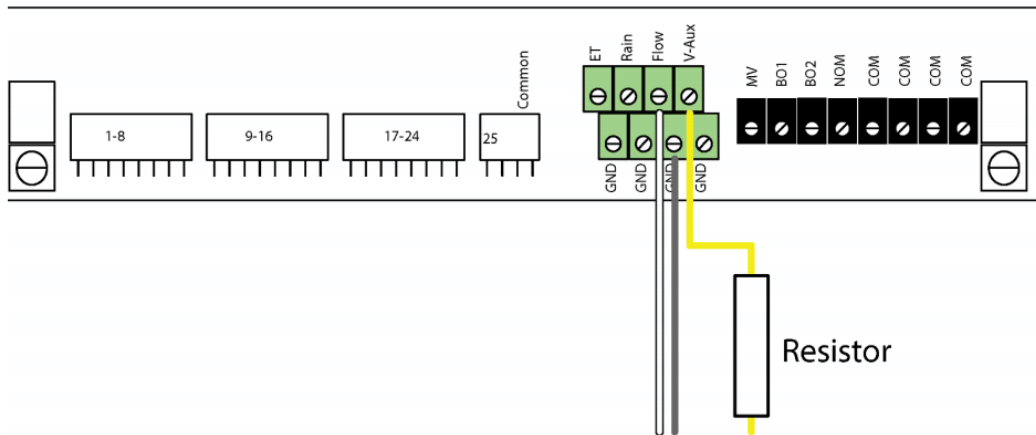 ET
Rain
Flow
V-Aux
MV
BO1
BO2
NOM
COM
COM
COM
COM
Common
1-8
9-16
17-24
25
GND
GND
GND
GND
Resistor